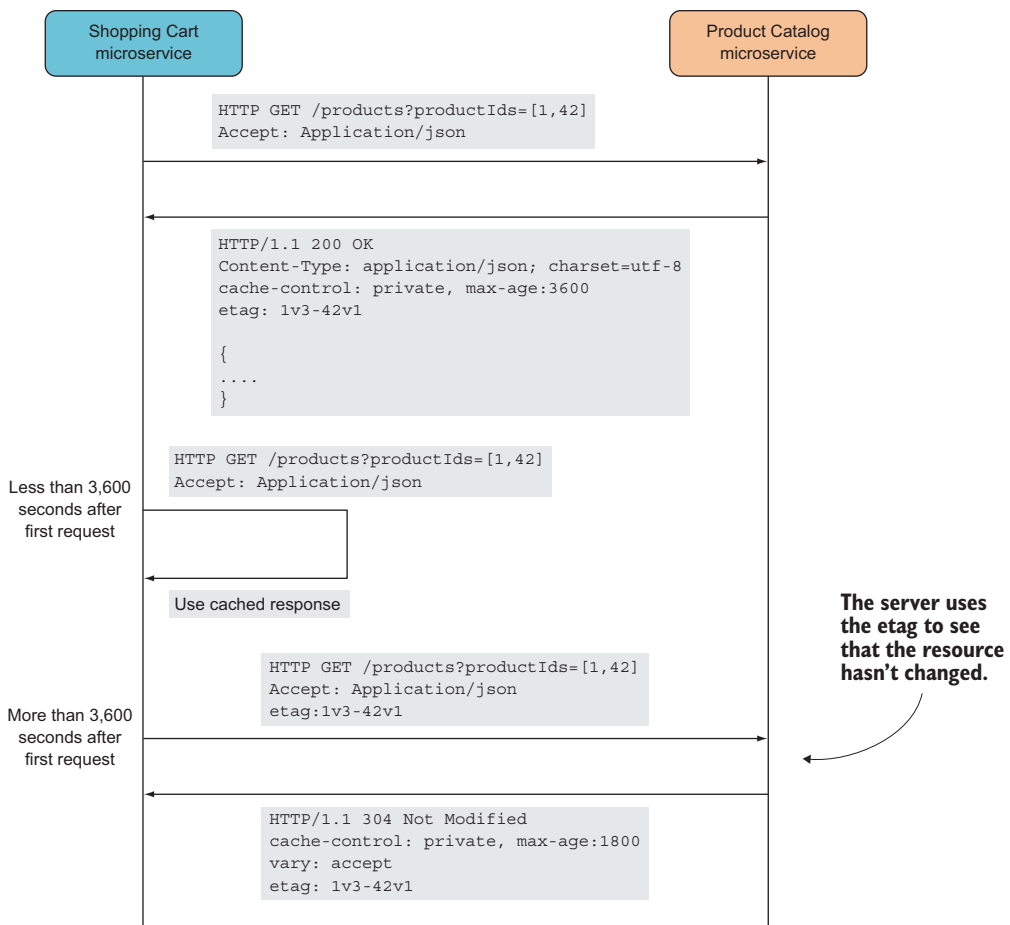 Shopping Cart
microservice
Product Catalog
microservice
HTTP GET /products?productIds=[1,42]
Accept: Application/json
HTTP/1.1 200 OK
Content-Type: application/json; charset=utf-8
cache-control: private, max-age:3600
etag: 1v3-42v1
{
....
}
HTTP GET /products?productIds=[1,42]
Accept: Application/json
Less than 3,600
seconds after
first request
Use cached response
The server uses
the etag to see
that the resource
hasn't changed.
HTTP GET /products?productIds=[1,42]
Accept: Application/json
etag:1v3-42v1
More than 3,600
seconds after
first request
HTTP/1.1 304 Not Modified
cache-control: private, max-age:1800
vary: accept
etag: 1v3-42v1